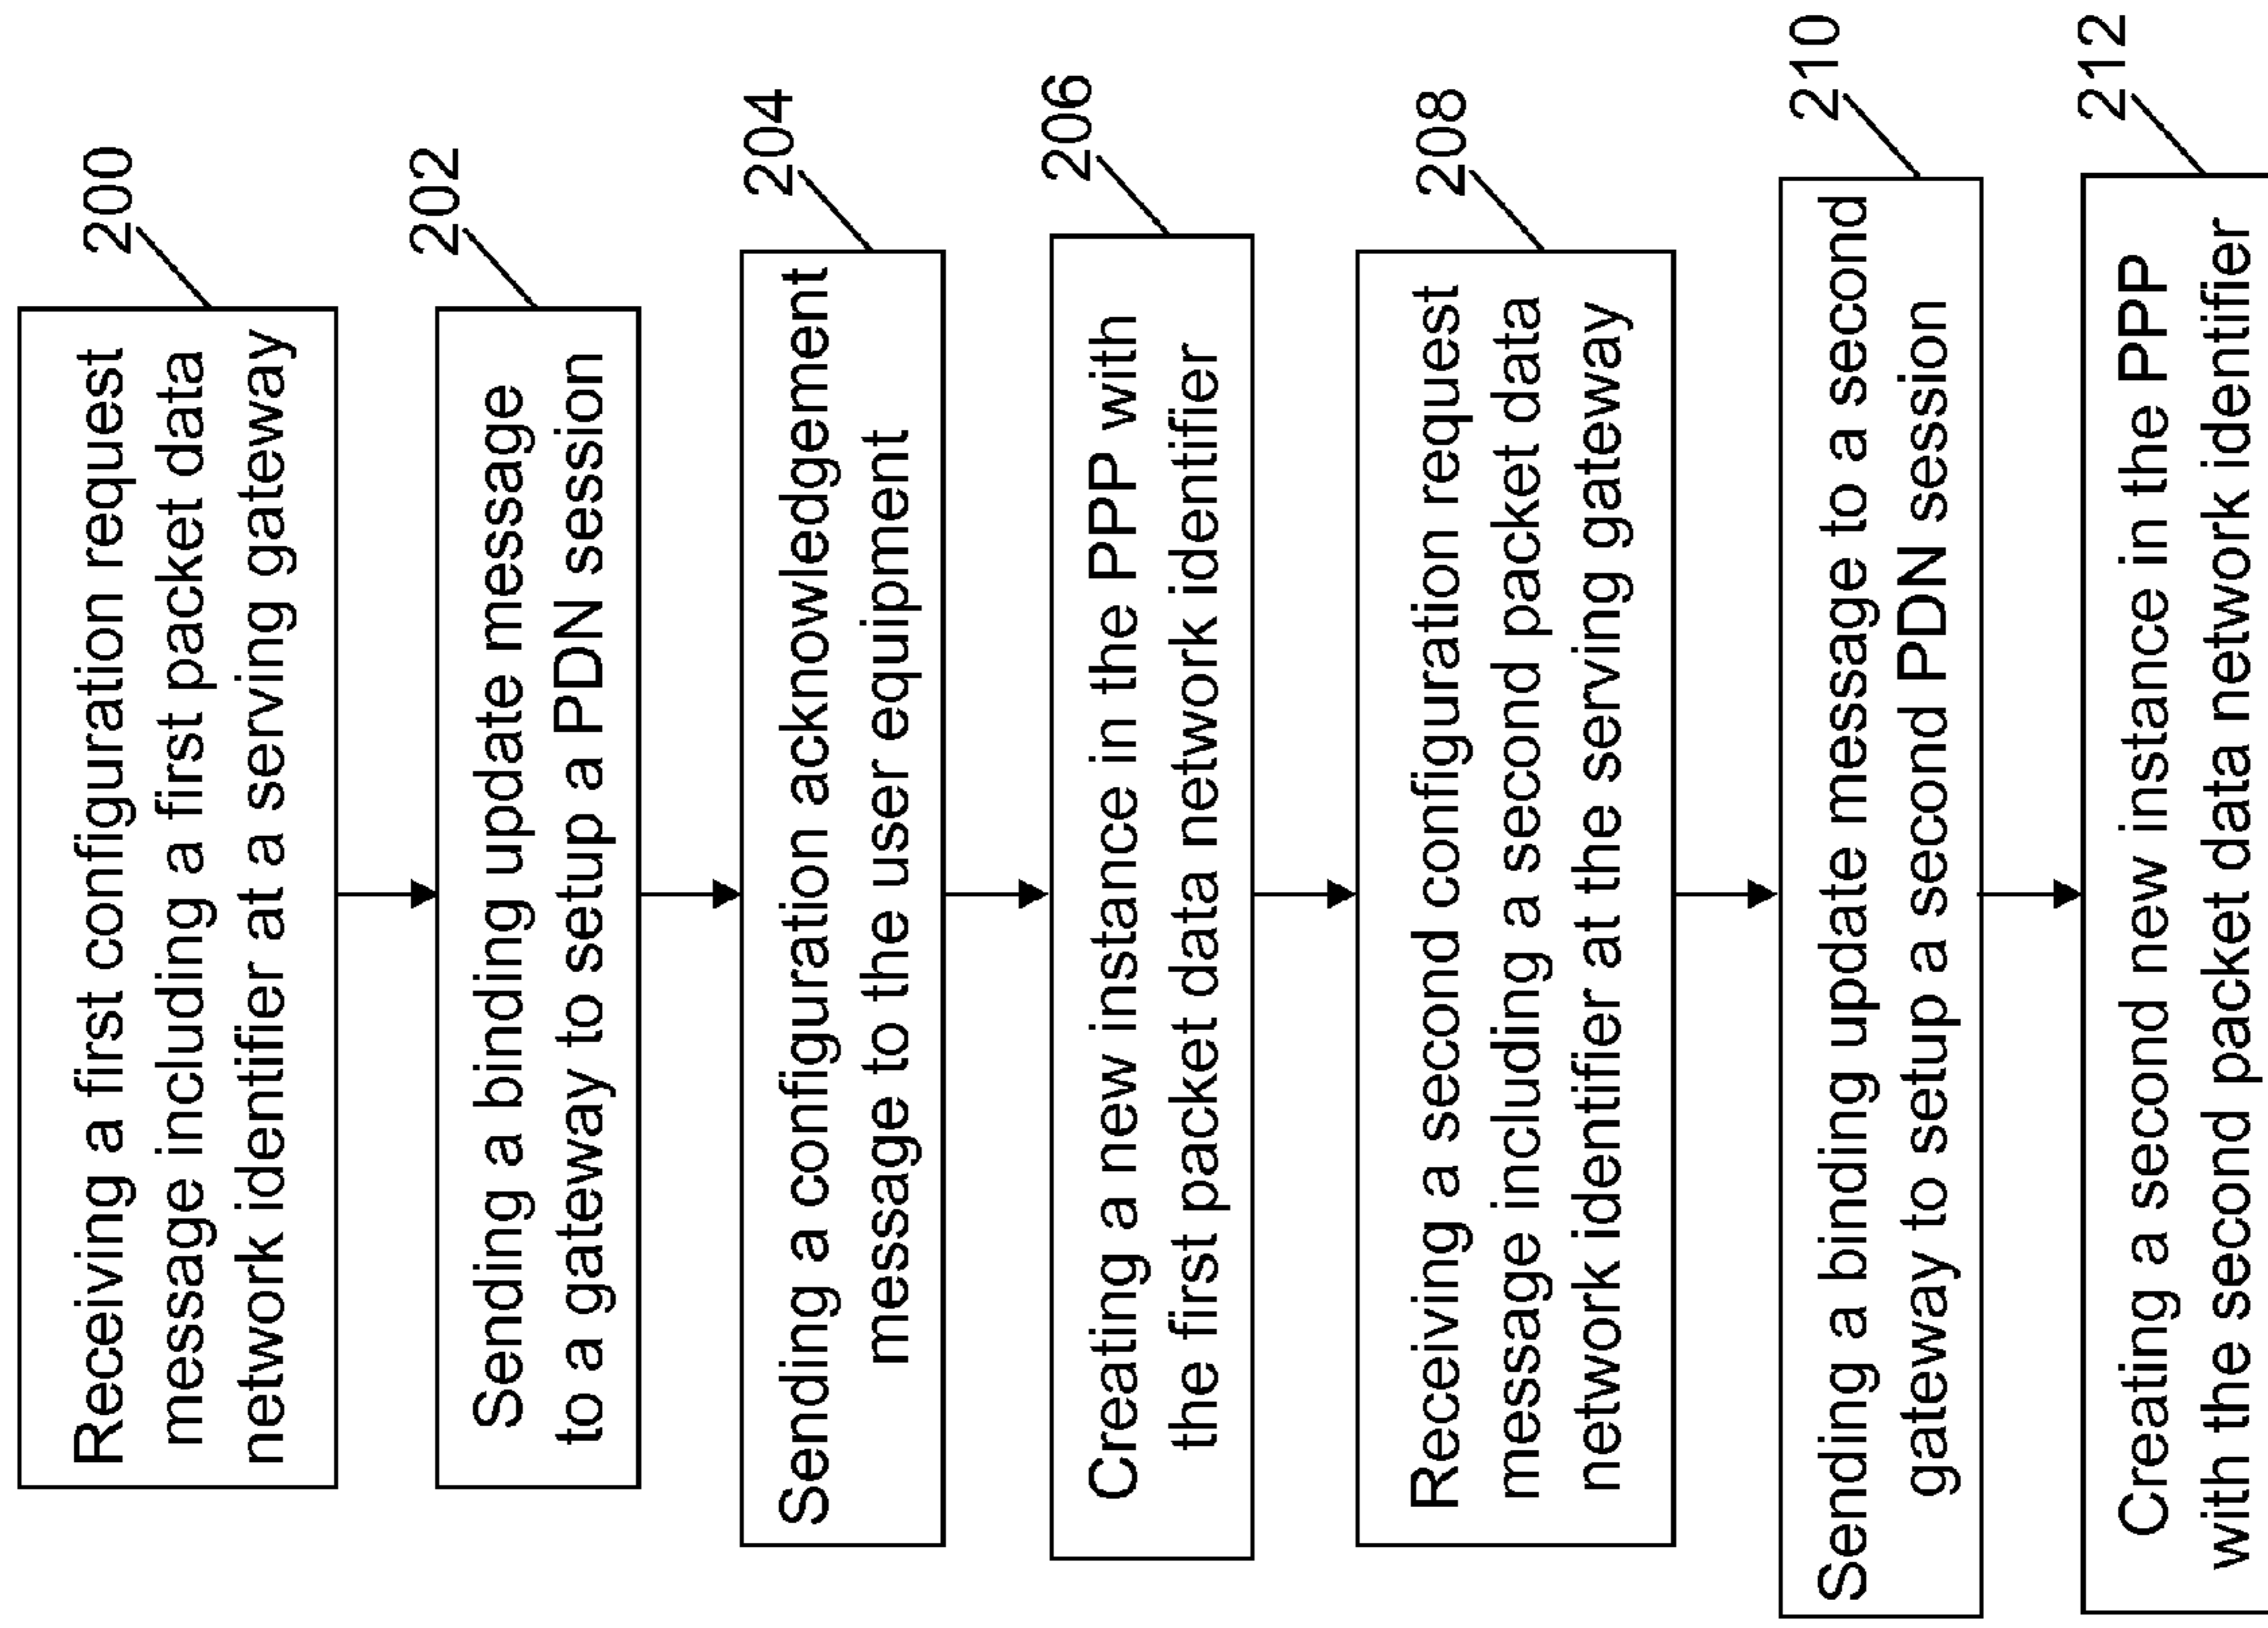 200
Receiving a first configuration request
message including a first packet data
network identifier at a serving gateway
202
Sending a binding update message
to a gateway to setup a PDN session
204
Sending a configuration acknowledgement
message to the user equipment
206
Creating a new instance in the PPP with
the first packet data network identifier
208
Receiving a second configuration request
message including a second packet data
network identifier at the serving gateway
210
Sending a binding update message to a second
gateway to setup a second PDN session
212
Creating a second new instance in the PPP
with the second packet data network identifier